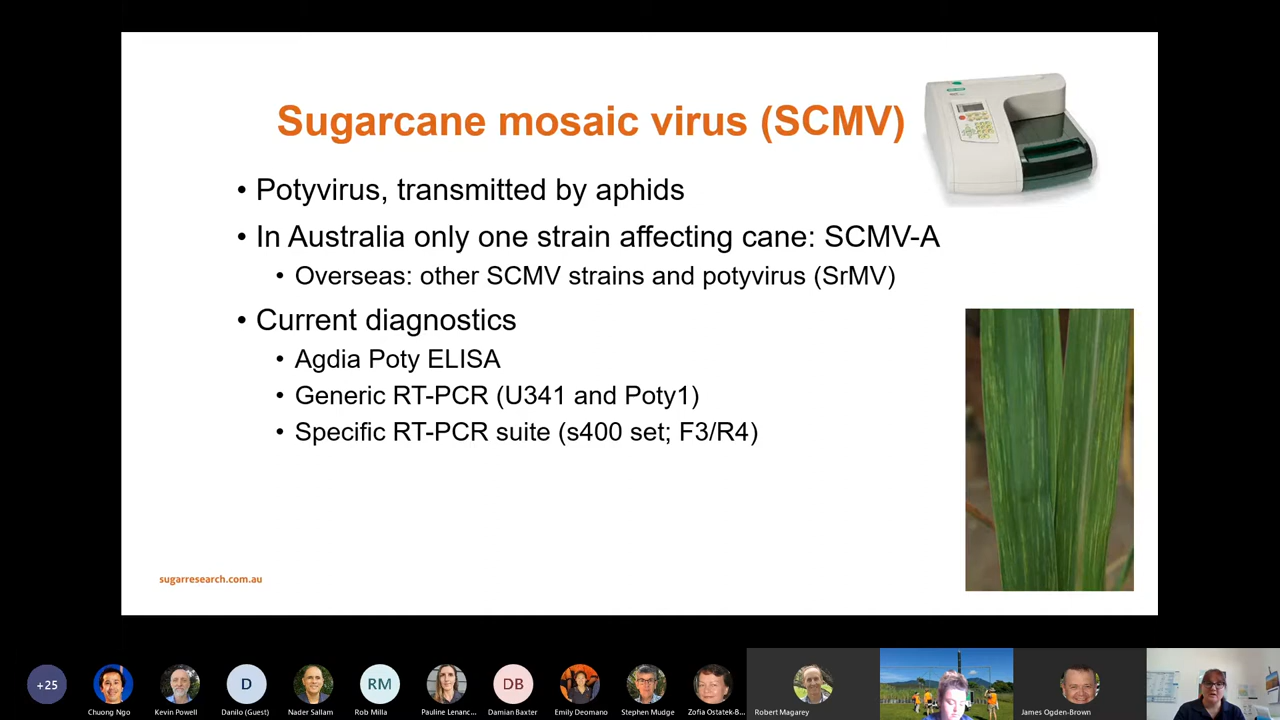 Sugarcane mosaic virus (SCMV)
• Potyvirus, transmitted by aphids
• In Australia only one strain affecting cane: SCMV-A
• Overseas: other SCMV strains and potyvirus (SrMV)
• Current diagnostics
• Agdia Poty ELISA
• Generic RT-PCR (U341 and Poty1)
• Specific RT-PCR suite (s400 set; F3/R4)
sugarresearch.com.au
+25
D
RM
DB
Chuong Ngo
Kevin Powell
Danilo (Guest)
Nader Sallam
Rob Milla
Pauline Lenanc...
Damian Baxter
Emily Deomano
Stephen Mudge
Zofia Ostatek-B...
Robert Magarey
James Ogden-Brown